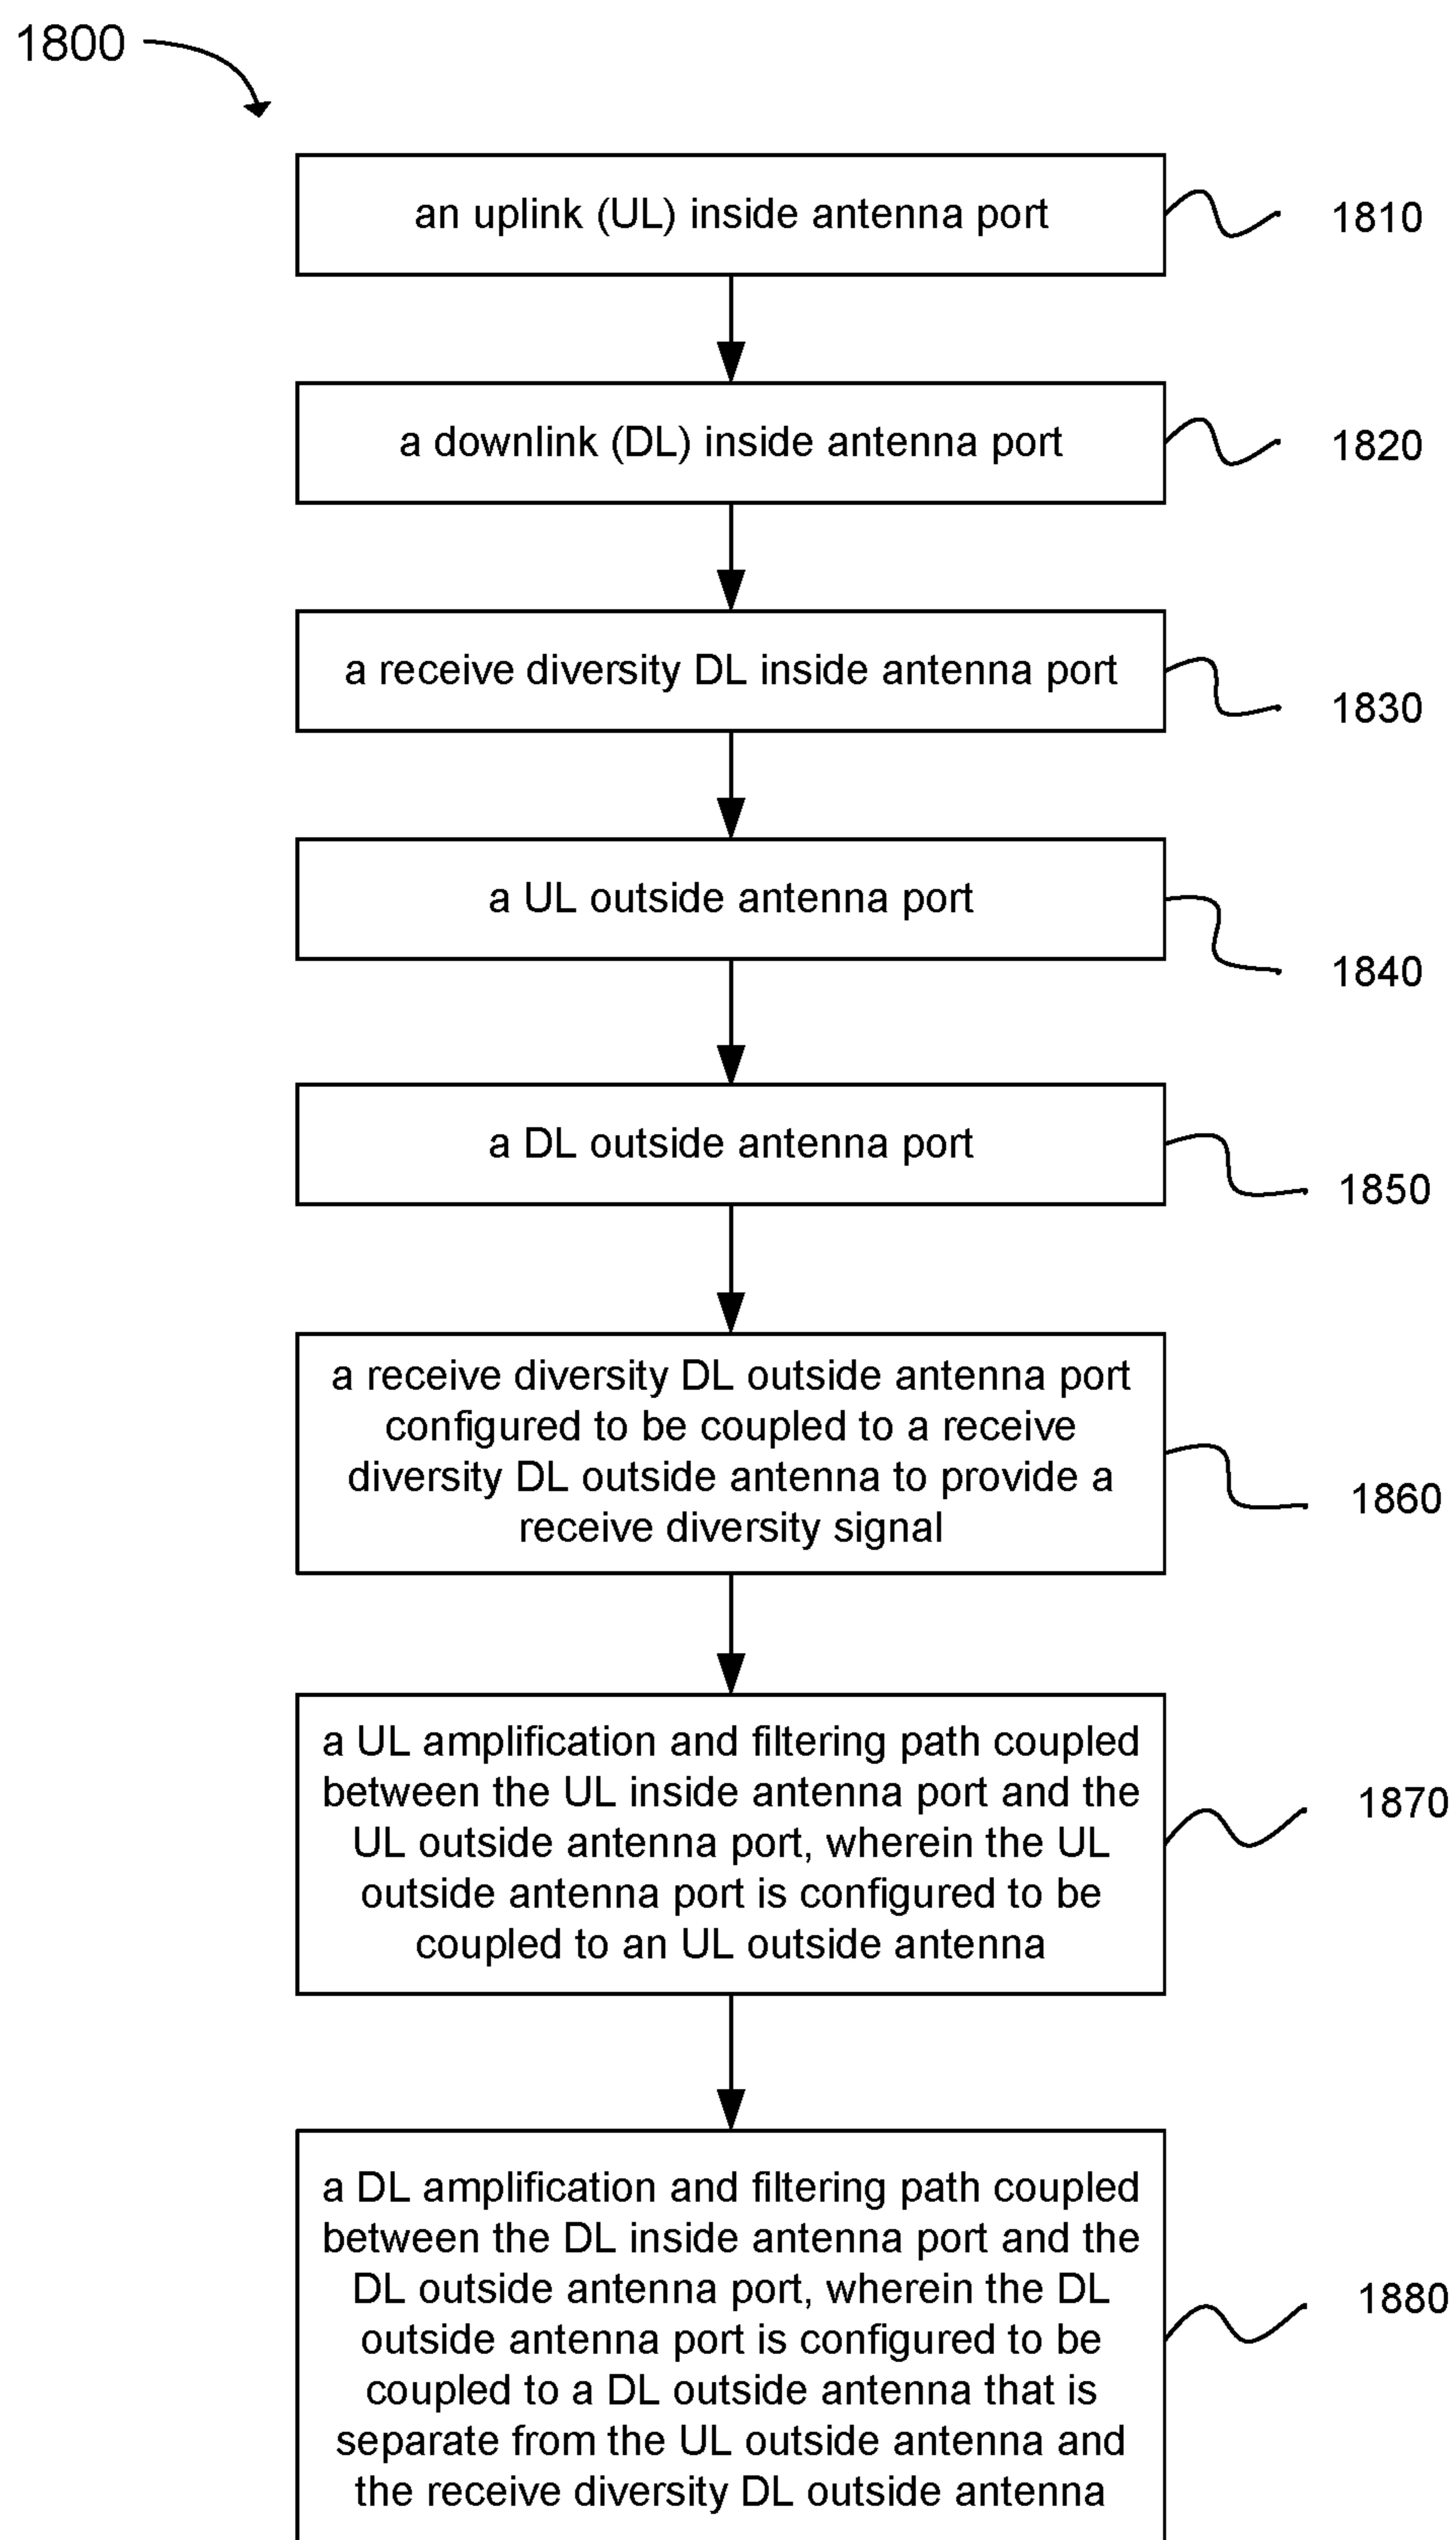 1800
an uplink (UL) inside antenna port
1810
a downlink (DL) inside antenna port
1820
a receive diversity DL inside antenna port
1830
a UL outside antenna port
1840
a DL outside antenna port
1850
a receive diversity DL outside antenna port
configured to be coupled to a receive
diversity DL outside antenna to provide a
receive diversity signal
1860
a UL amplification and filtering path coupled
between the UL inside antenna port and the
UL outside antenna port, wherein the UL
outside antenna port is configured to be
coupled to an UL outside antenna
1870
a DL amplification and filtering path coupled
between the DL inside antenna port and the
DL outside antenna port, wherein the DL
outside antenna port is configured to be
coupled to a DL outside antenna that is
separate from the UL outside antenna and
the receive diversity DL outside antenna
1880